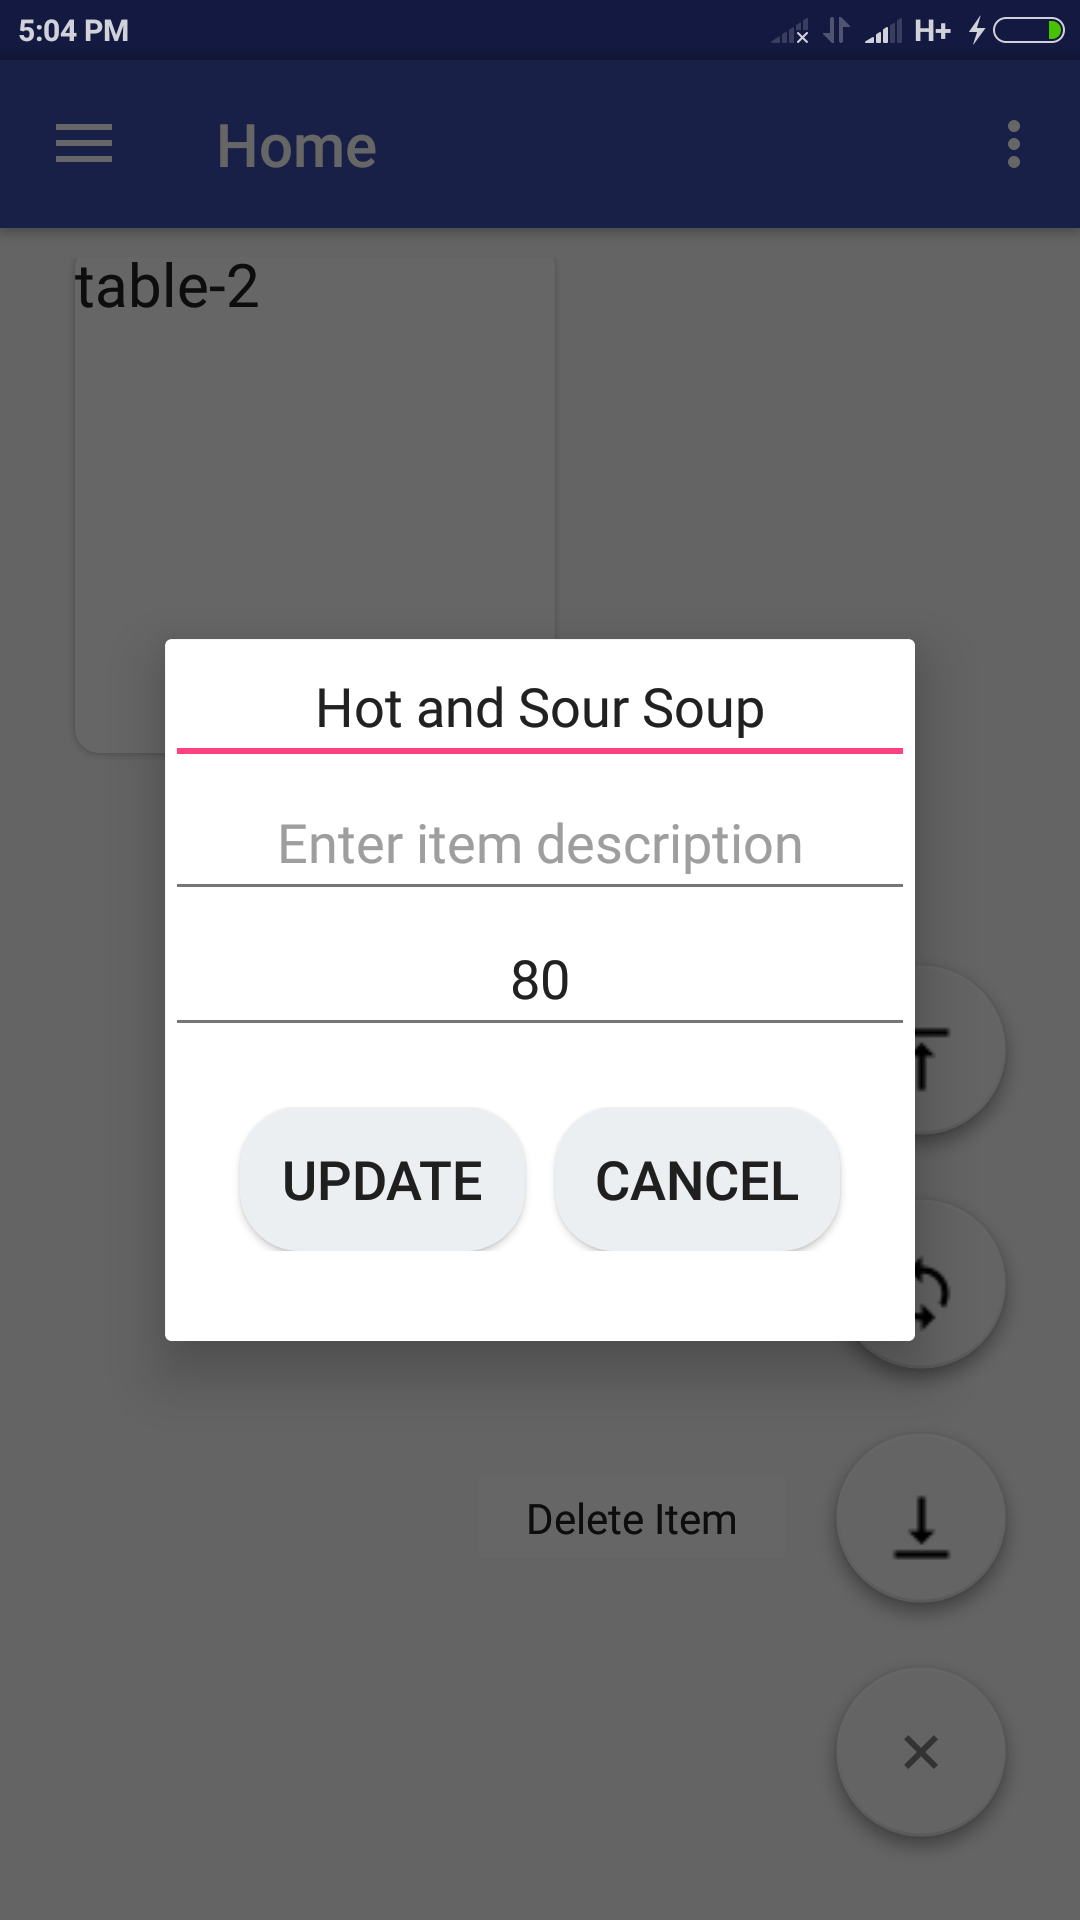 5:04 PM H+
Home
table-2
Hot and Sour Soup
Enter item description
80
UPDATE CANCEL
Delete Item